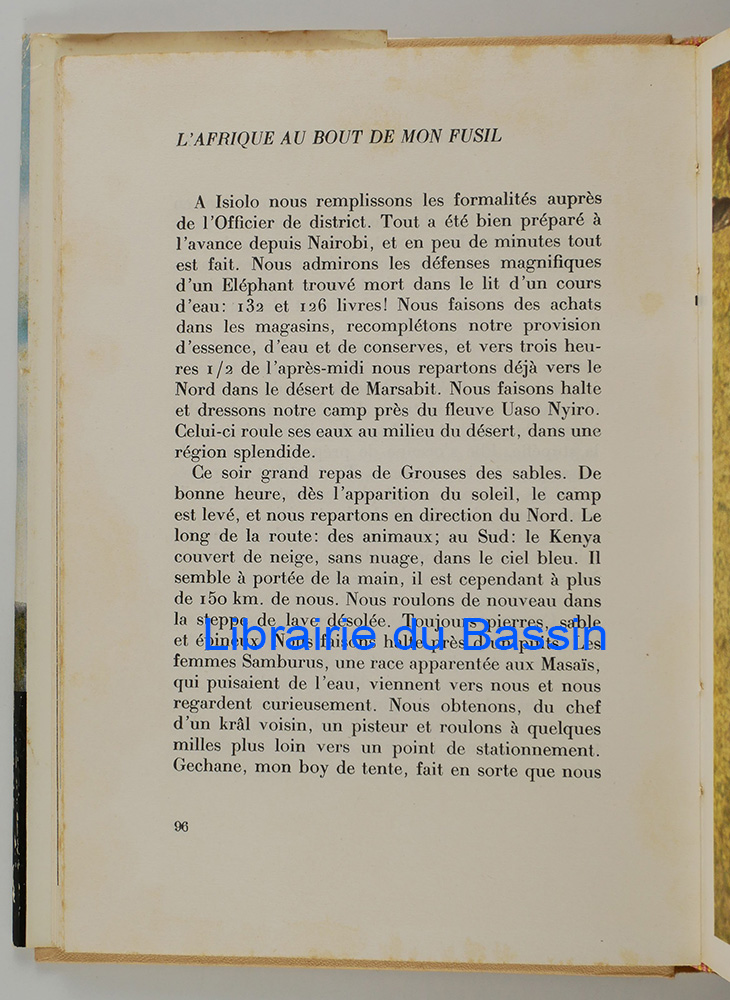 L'AFRIQUE AU BOUT DE MON FUSIL
A Isiolo nous remplissons les formalités auprès
de l'Officier de district. Tout a été bien préparé à
l'avance depuis Nairobi, et en peu de minutes tout
est fait. Nous admirons les défenses magnifiques
d'un Eléphant trouvé mort dans le lit d'un cours
d'eau: 132 et 126 livres! Nous faisons des achats
dans les magasins, recomplétons notre provision
d'essence, d'eau et de conserves, et vers trois heu-
res 1/2 de l'après-midi nous repartons déjà vers le
Nord dans le désert de Marsabit. Nous faisons halte
et dressons notre camp près du fleuve Uaso Nyiro.
Celui-ci roule ses eaux au milieu du désert, dans une
région splendide.
Ce soir grand repas de Grouses des sables. De
bonne heure, dès l'apparition du soleil, le camp
est levé, et nous repartons en direction du Nord. Le
long de la route: des animaux; au Sud: le Kenya
couvert de neige, sans nuage, dans le ciel bleu. Il
semble à portée de la main, il est cependant à plus
de 150 km. de nous. Nous roulons de nouveau dans
la steppe de lave désolée. Toujours pierres, sable
et épineux. Nous faisons halte près d'un puits. Les
Librairie du Bassin
femmes Samburus, une race apparentée aux Masaïs,
qui puisaient de l'eau, viennent vers nous et nous
regardent curieusement. Nous obtenons, du chef
d'un krâl voisin, un pisteur et roulons à quelques
milles plus loin vers un point de stationnement.
Gechane, mon boy de tente, fait en sorte que nous
96